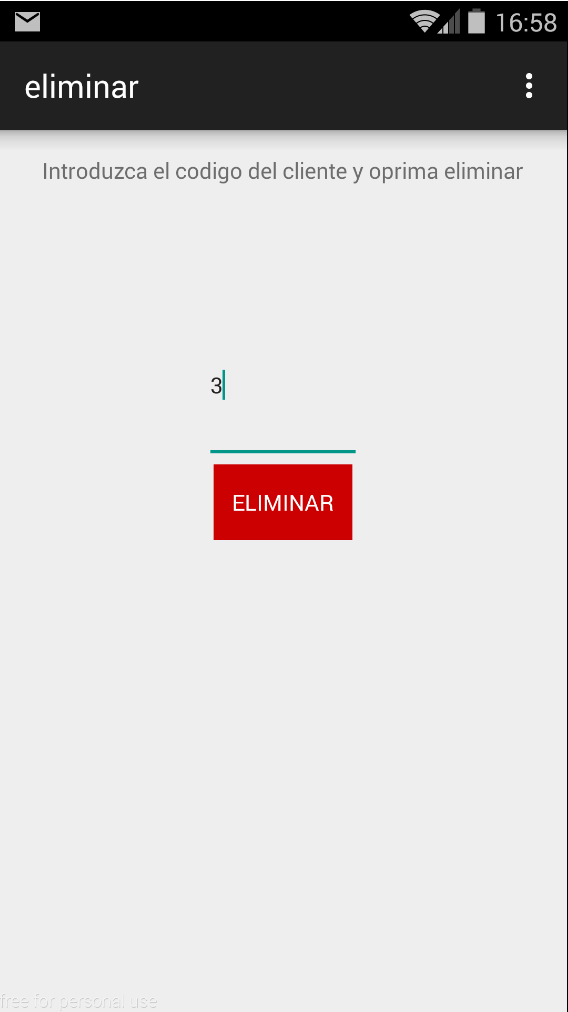 16:58
eliminar
Introduzca el codigo del cliente y oprima eliminar
3
ELIMINAR
free for personal use